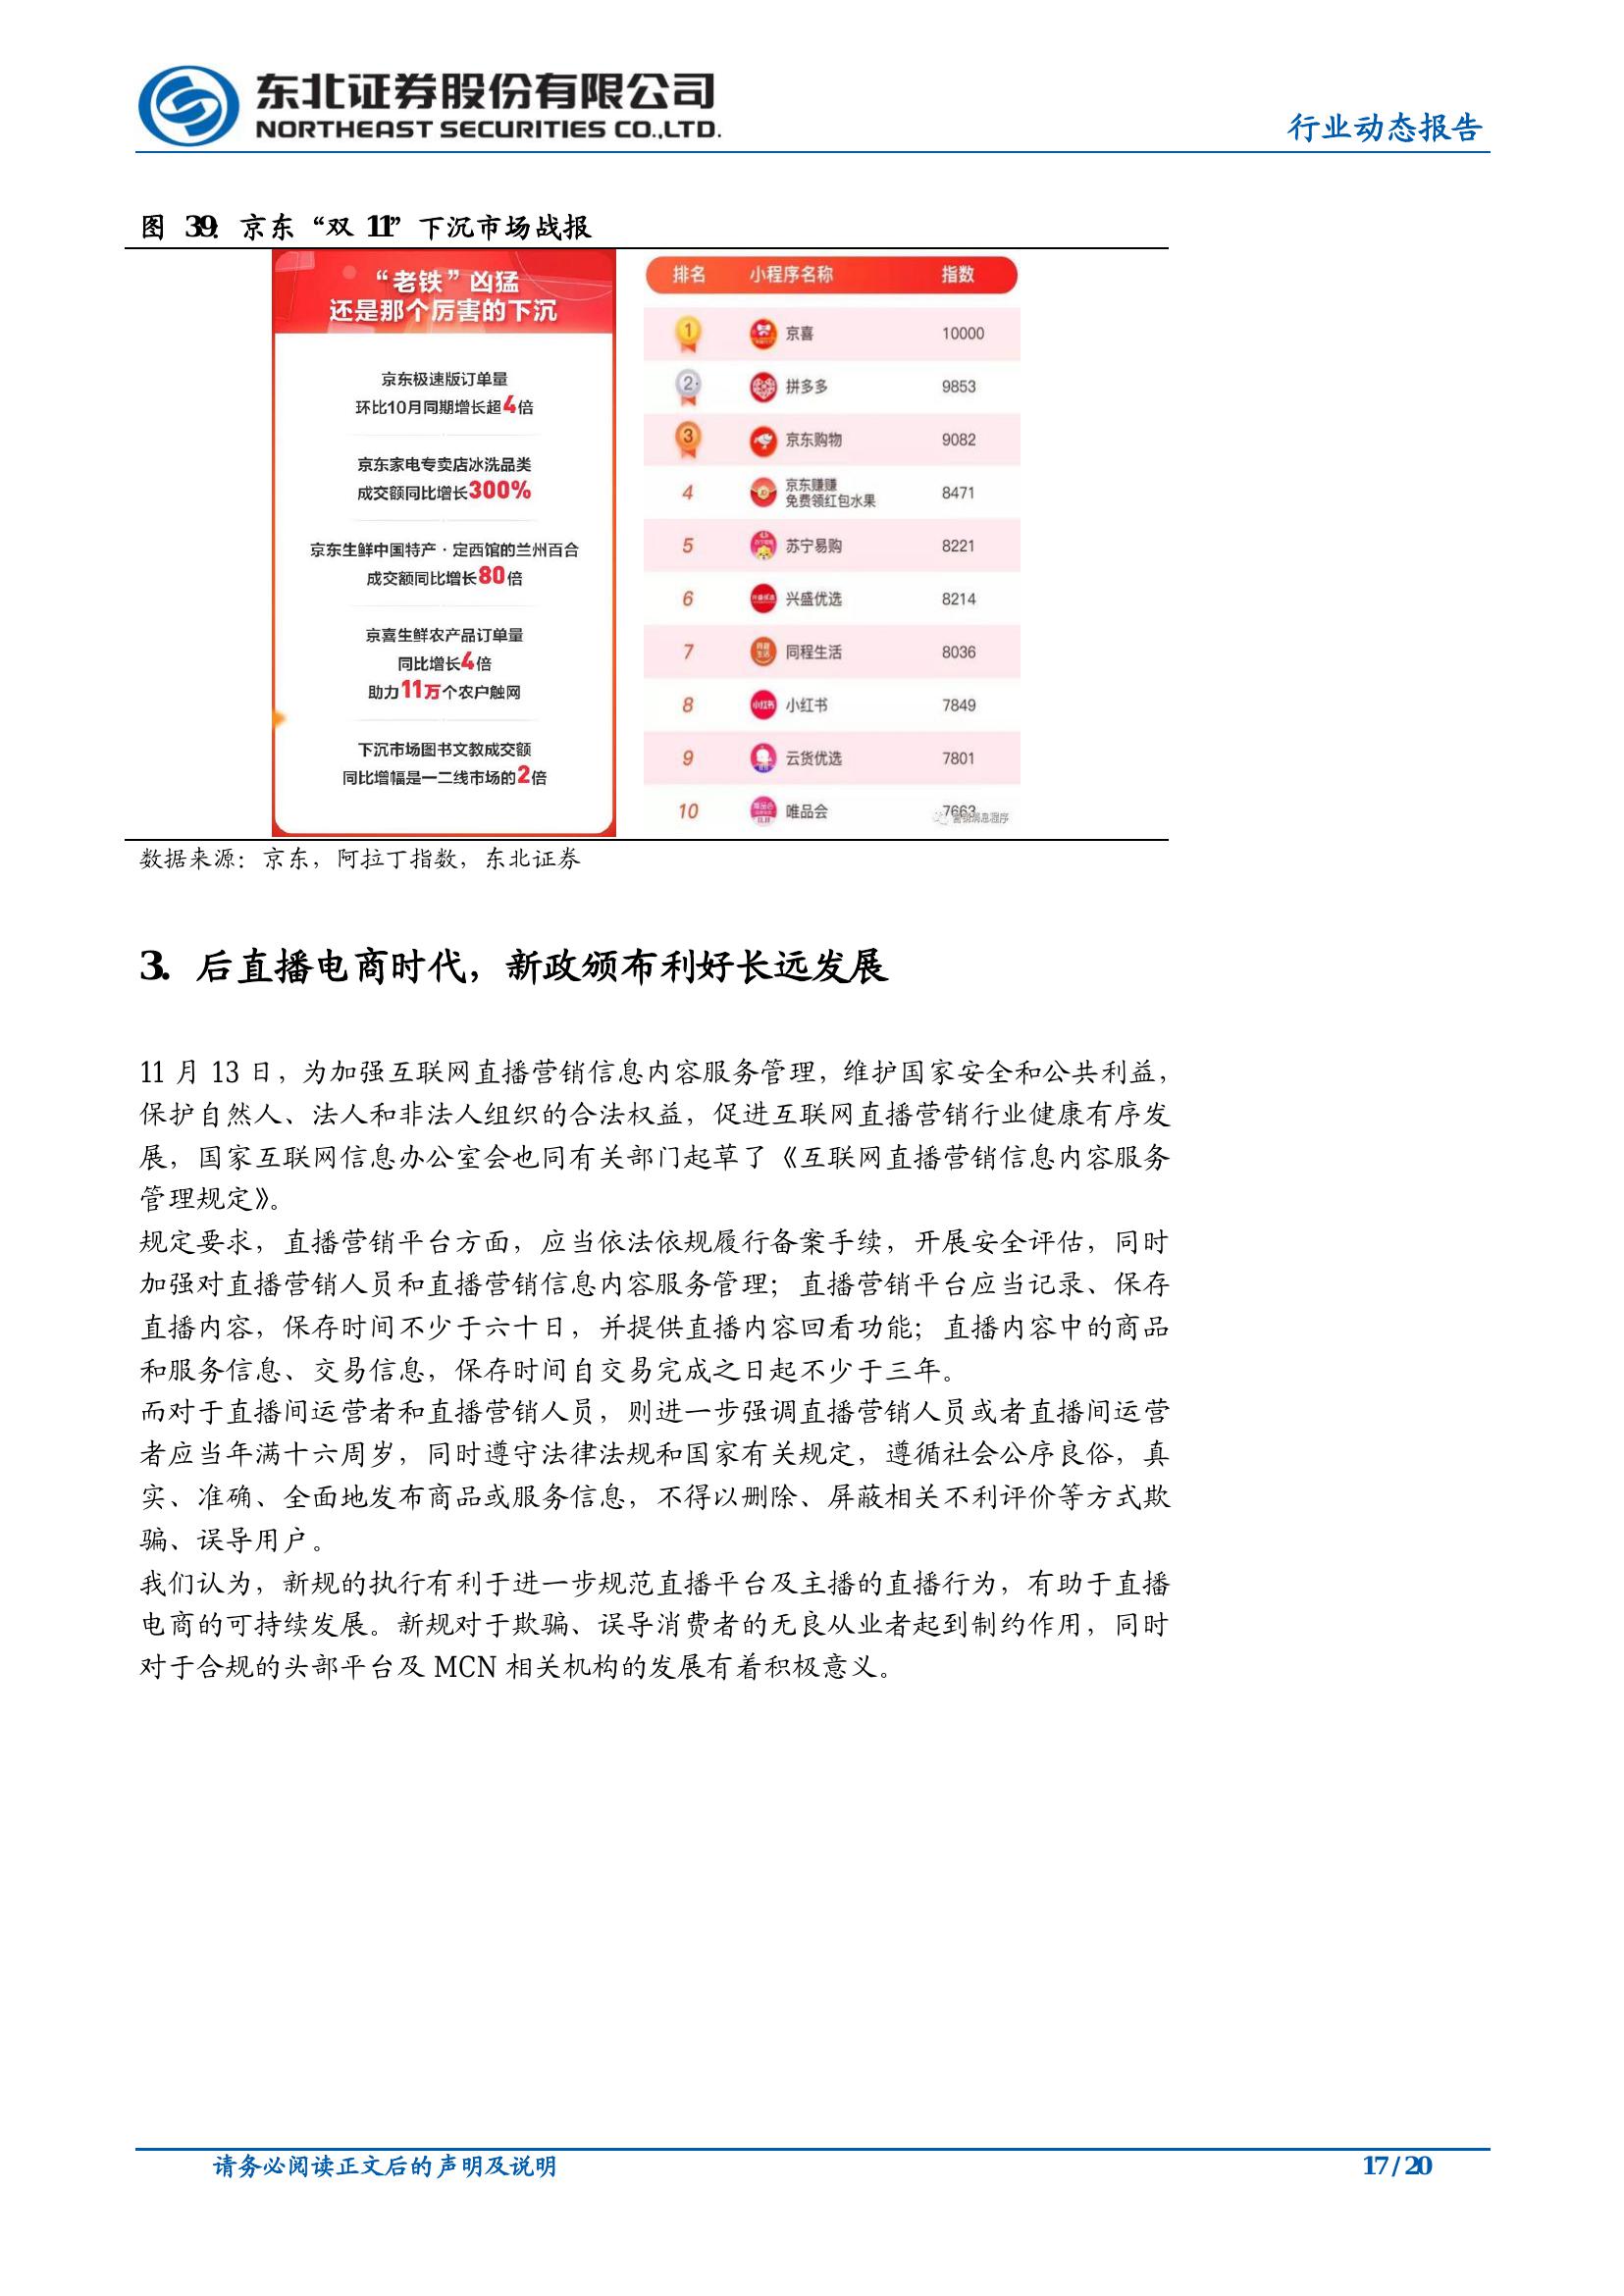 东北证券股份有限公司
NORTHEAST SECURITIES CO.,LTD.
行业动态报告
图 39：京东“双 11”下沉市场战报
“老铁”凶猛
还是那个厉害的下沉
京东极速版订单量
环比10月同期增长超4倍
京东家电专卖店冰洗品类
成交额同比增长300%
京东生鲜中国特产·定西馆的兰州百合
成交额同比增长80倍
京喜生鲜农产品订单量
同比增长4倍
助力11万个农户触网
下沉市场图书文教成交额
同比增幅是一二线市场的2倍
排名 小程序名称 指数
1 京喜 10000
2 拼多多 9853
3 京东购物 9082
4 京东赚赚
免费领红包水果 8471
5 苏宁易购 8221
6 兴盛优选 8214
7 同程生活 8036
8 小红书 7849
9 云货优选 7801
10 唯品会 7663
数据来源：京东，阿拉丁指数，东北证券
3. 后直播电商时代，新政颁布利好长远发展
11 月 13 日，为加强互联网直播营销信息内容服务管理，维护国家安全和公共利益，
保护自然人、法人和非法人组织的合法权益，促进互联网直播营销行业健康有序发
展，国家互联网信息办公室会也同有关部门起草了《互联网直播营销信息内容服务
管理规定》。
规定要求，直播营销平台方面，应当依法依规履行备案手续，开展安全评估，同时
加强对直播营销人员和直播营销信息内容服务管理；直播营销平台应当记录、保存
直播内容，保存时间不少于六十日，并提供直播内容回看功能；直播内容中的商品
和服务信息、交易信息，保存时间自交易完成之日起不少于三年。
而对于直播间运营者和直播营销人员，则进一步强调直播营销人员或者直播间运营
者应当年满十六周岁，同时遵守法律法规和国家有关规定，遵循社会公序良俗，真
实、准确、全面地发布商品或服务信息，不得以删除、屏蔽相关不利评价等方式欺
骗、误导用户。
我们认为，新规的执行有利于进一步规范直播平台及主播的直播行为，有助于直播
电商的可持续发展。新规对于欺骗、误导消费者的无良从业者起到制约作用，同时
对于合规的头部平台及 MCN 相关机构的发展有着积极意义。
请务必阅读正文后的声明及说明
17 / 20